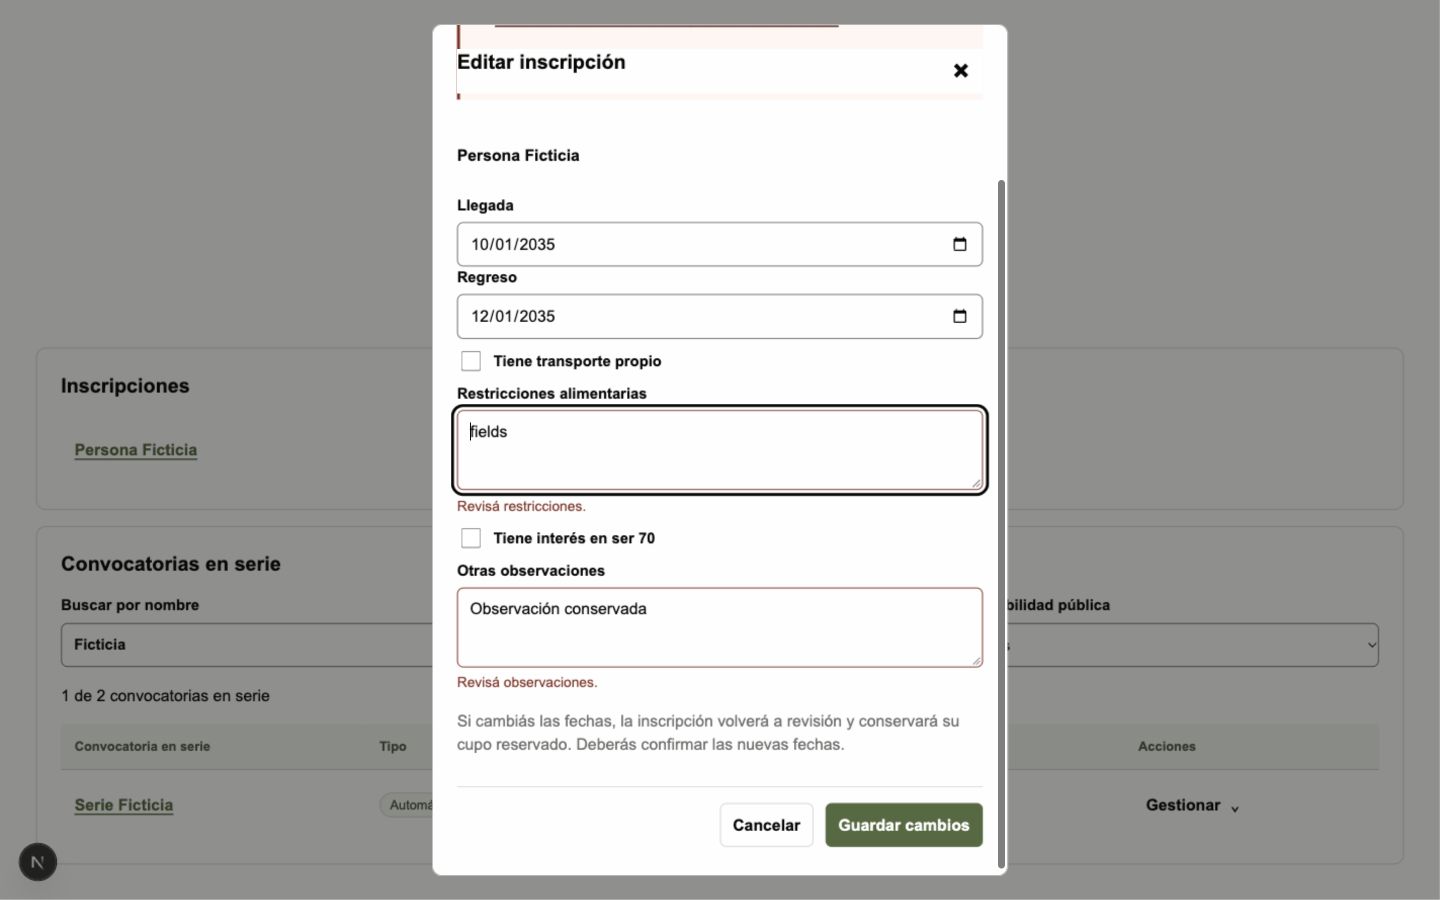 Editar inscripción
Persona Ficticia
Llegada
10/01/2035
Regreso
12/01/2035
Tiene transporte propio
Restricciones alimentarias
fields
Revisá restricciones.
Tiene interés en ser 70
Otras observaciones
Observación conservada
Revisá observaciones.
Si cambiás las fechas, la inscripción volverá a revisión y conservará su
cupo reservado. Deberás confirmar las nuevas fechas.
Cancelar
Guardar cambios
Inscripciones
Persona Ficticia
Convocatorias en serie
Buscar por nombre
bilidad pública
Ficticia
1 de 2 convocatorias en serie
Convocatoria en serie
Tipo
Acciones
Serie Ficticia
Automá
Gestionar
N